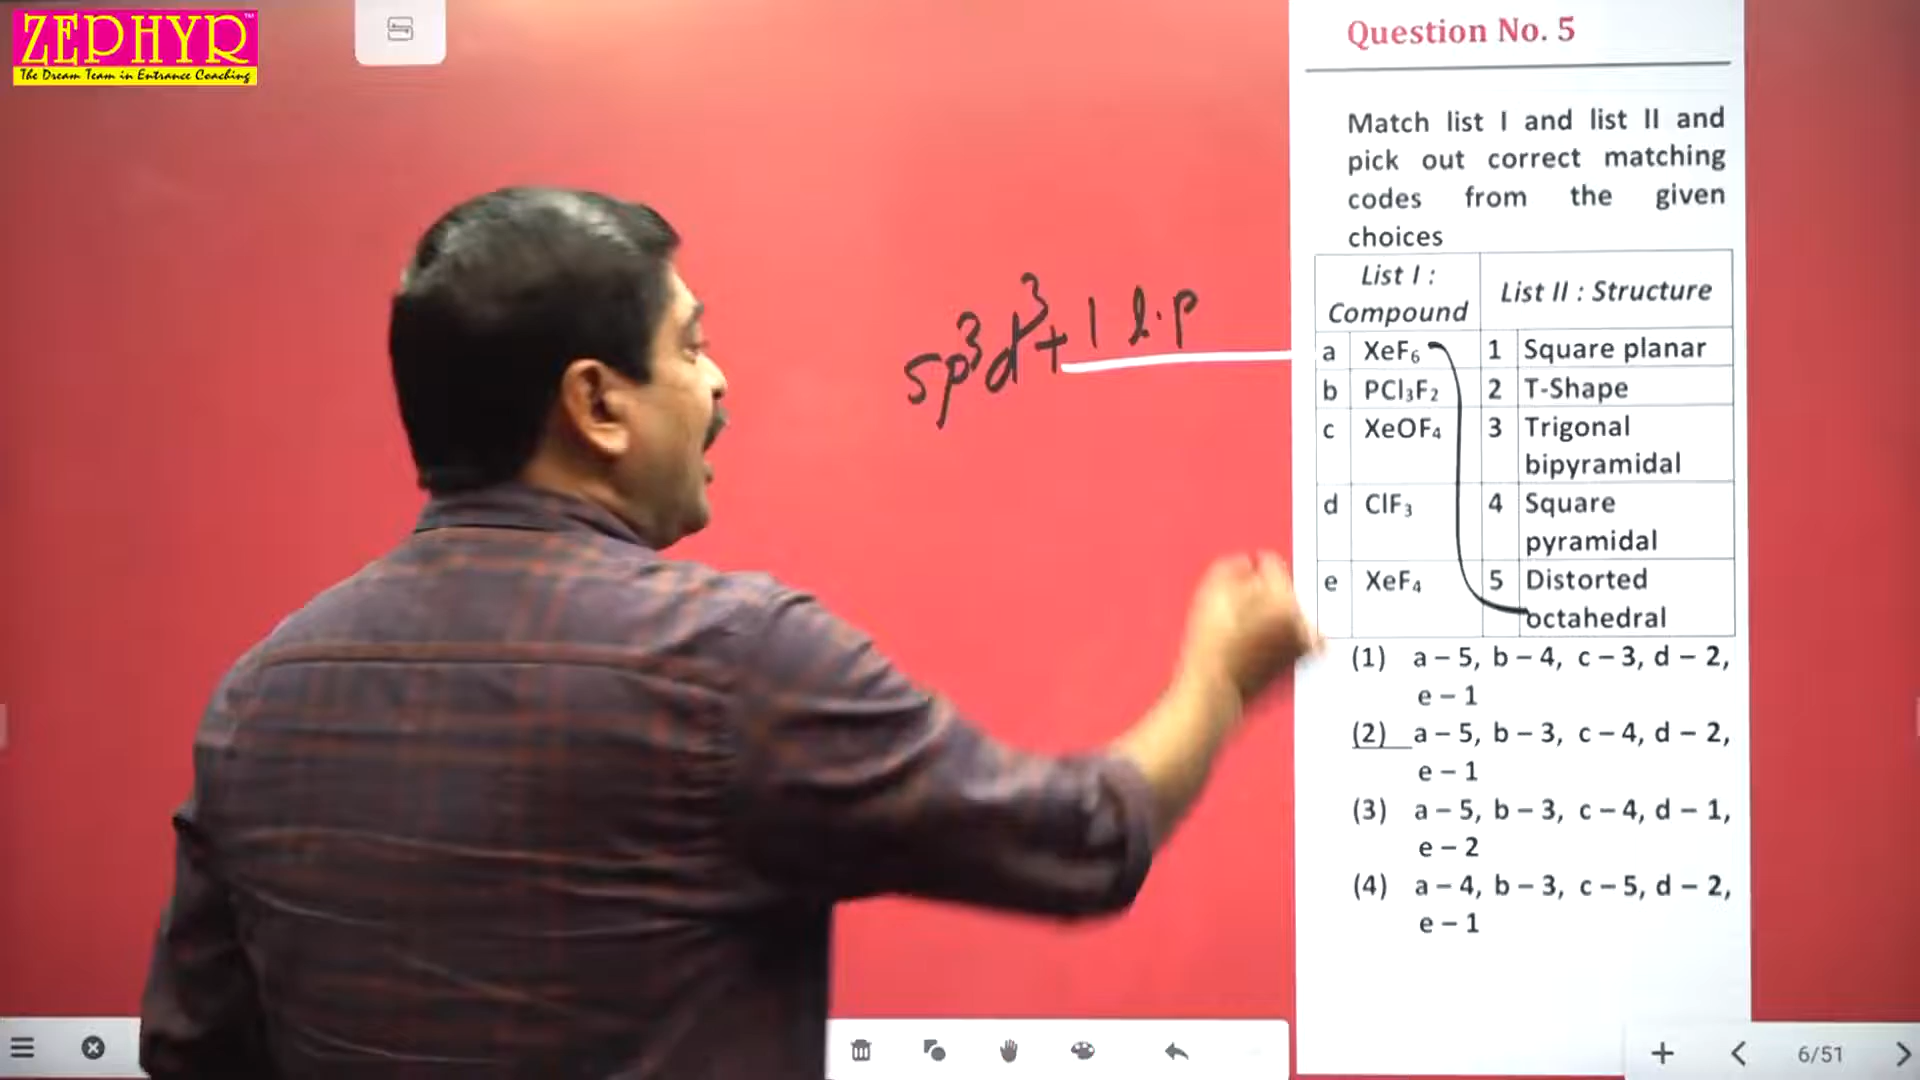 ZEPHYR™
The Dream Team in Entrance Coaching
sp³d³+1 l.p
Question No. 5
Match list I and list II and
pick out correct matching
codes from the given
choices
List I :
Compound
List II : Structure
a XeF₆ 1 Square planar
b PCl₃F₂ 2 T-Shape
c XeOF₄ 3 Trigonal
bipyramidal
d ClF₃ 4 Square
pyramidal
e XeF₄ 5 Distorted
octahedral
(1) a – 5, b – 4, c – 3, d – 2,
e – 1
(2) a – 5, b – 3, c – 4, d – 2,
e – 1
(3) a – 5, b – 3, c – 4, d – 1,
e – 2
(4) a – 4, b – 3, c – 5, d – 2,
e – 1
6/51